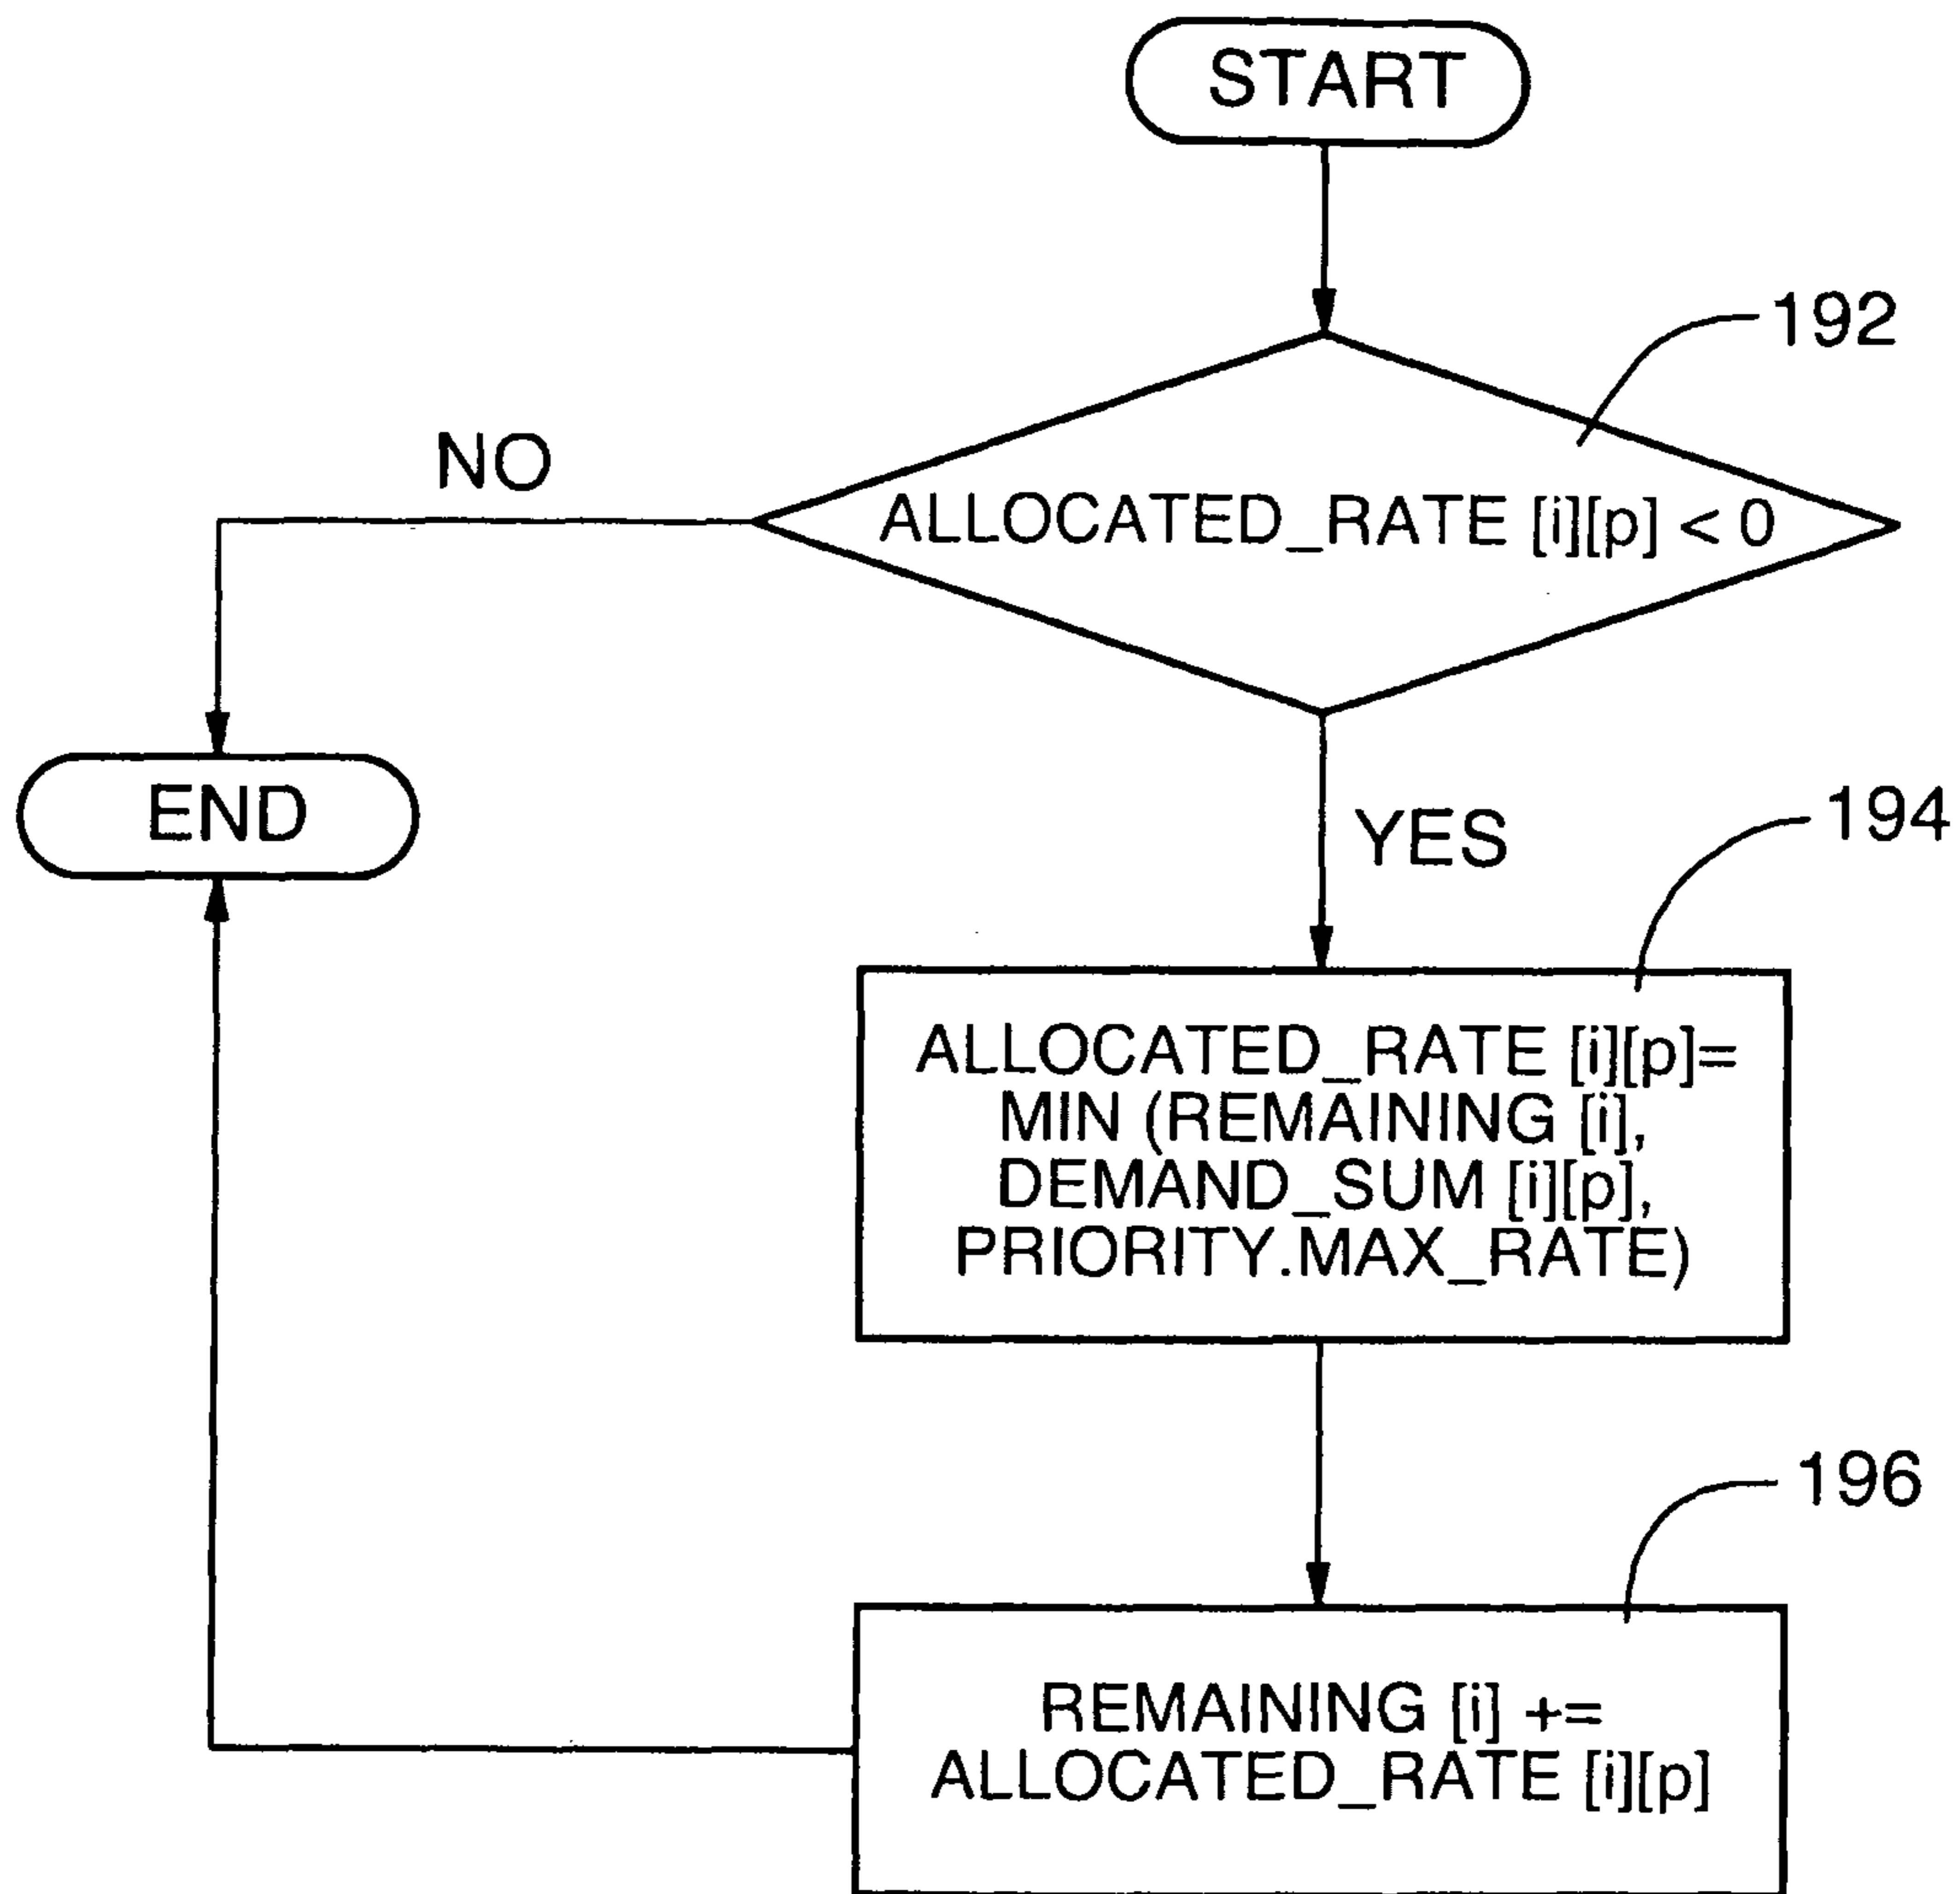 START
192
NO
ALLOCATED_RATE [i][p] < 0
END
YES
194
ALLOCATED_RATE [i][p]=
MIN (REMAINING [i],
DEMAND_SUM [i][p],
PRIORITY.MAX_RATE)
196
REMAINING [i] +=
ALLOCATED_RATE [i][p]